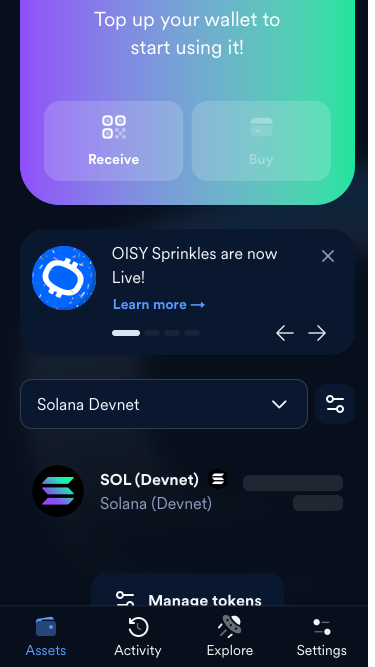 Top up your wallet to
start using it!
Receive
Buy
OISY Sprinkles are now
Live!
Learn more →
Solana Devnet
SOL (Devnet)
Solana (Devnet)
Manage tokens
Assets
Activity
Explore
Settings